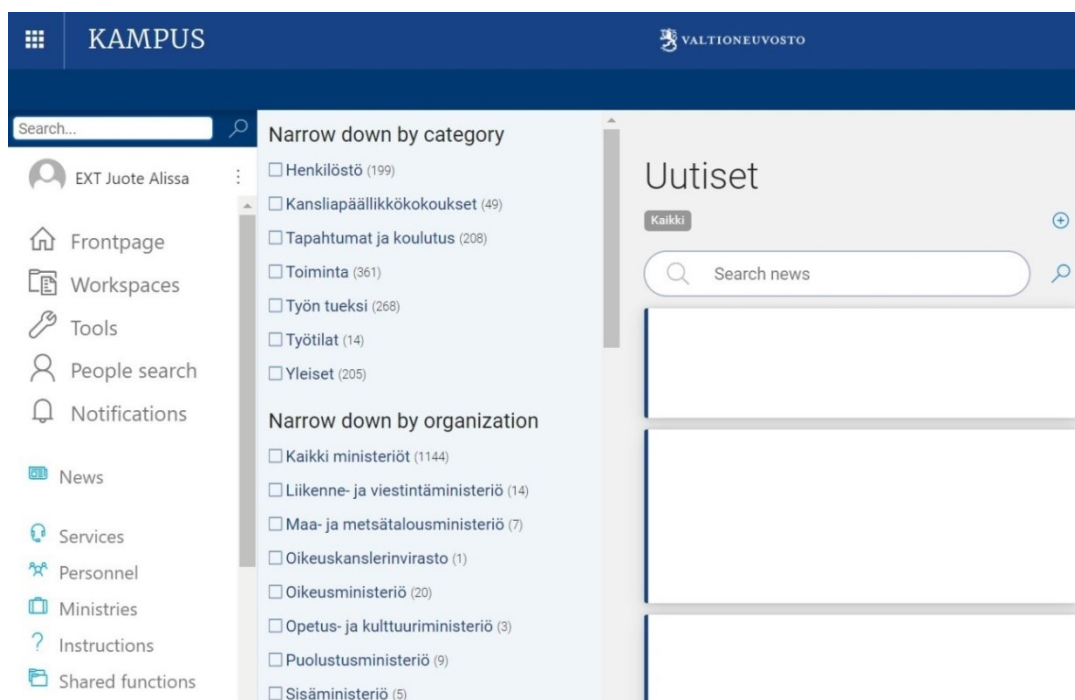 KAMPUS
VALTIONEUVOSTO
Search...
EXT Juote Alissa
Frontpage
Workspaces
Tools
People search
Notifications
News
Services
Personnel
Ministries
Instructions
Shared functions
Narrow down by category
Henkilöstö (199)
Kansliapäällikkökokoukset (49)
Tapahtumat ja koulutus (208)
Toiminta (361)
Työn tueksi (268)
Työtilat (14)
Yleiset (205)
Narrow down by organization
Kaikki ministeriöt (1144)
Liikenne- ja viestintäministeriö (14)
Maa- ja metsätalousministeriö (7)
Oikeuskanslerinvirasto (1)
Oikeusministeriö (20)
Opetus- ja kulttuuriministeriö (3)
Puolustusministeriö (9)
Sisäministeriö (5)
Uutiset
Kaikki
Search news